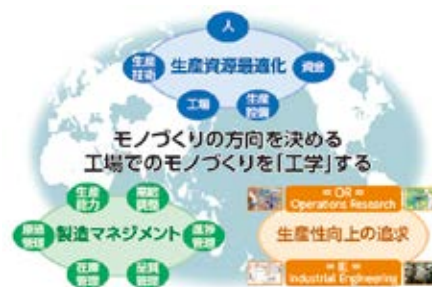 人
生産
技術
生産資源最適化
資金
工場
生産
設備
モノづくりの方向を決める
工場でのモノづくりを「工学」する
生産
能力
需給
調整
原価
管理
製造マネジメント
進捗
管理
在庫
管理
品質
管理
= OR =
Operations Research
生産性向上の追求
= IE =
Industrial Engineering